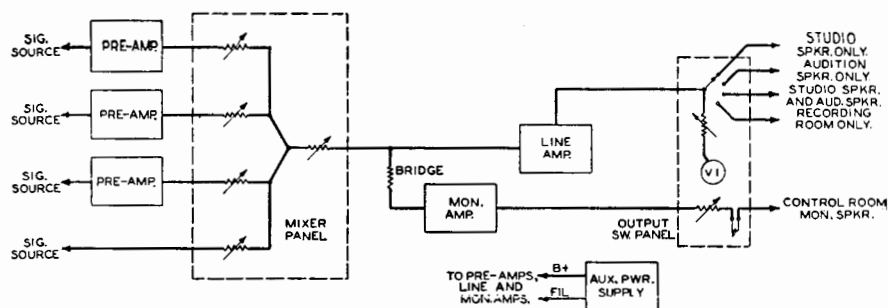 SIG.
SOURCE
PRE-AMP.
SIG.
SOURCE
PRE-AMP.
SIG.
SOURCE
PRE-AMP.
SIG.
SOURCE
MIXER
PANEL
BRIDGE
LINE
AMP.
MON.
AMP.
OUTPUT
SW. PANEL
VI
STUDIO
SPKR. ONLY.
AUDITION
SPKR. ONLY.
STUDIO SPKR.
AND AUD. SPKR.
RECORDING
ROOM ONLY.
CONTROL ROOM
MON. SPKR.
TO PRE-AMPS,
LINE AND
MON. AMPS.
B+
FIL
AUX. PWR.
SUPPLY